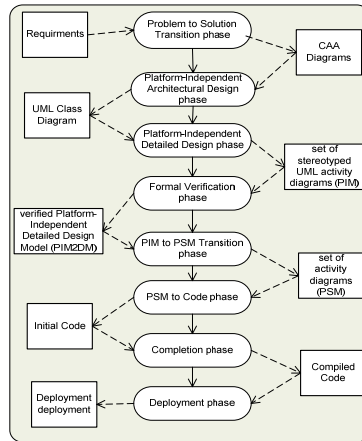 Problem to Solution
Transition phase
Requirments
CAA
Diagrams
Platform-Independent
Architectural Design
phase
UML Class
Diagram
Platform-Independent
Detailed Design phase
set of
stereotyped
UML activity
diagrams (PIM)
Formal Verification
phase
verified Platform-
Independent
Detailed Design
Model (PIM2DM)
PIM to PSM Transition
phase
set of
activity
diagrams
(PSM)
PSM to Code phase
Initial Code
Completion phase
Compiled
Code
Deployment
deployment
Deployment phase